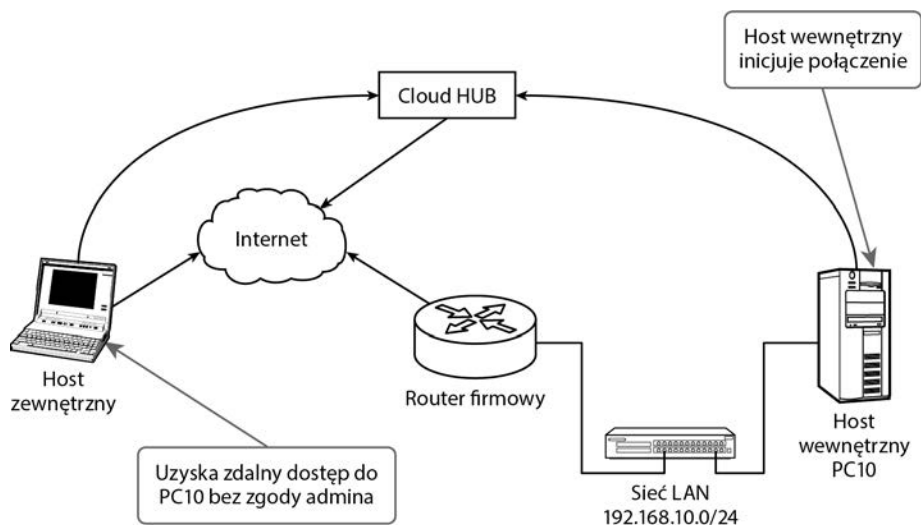 Host wewnętrzny
inicjuje połączenie
Cloud HUB
Internet
Host
zewnętrzny
Router firmowy
Host
wewnętrzny
PC10
Uzyska zdalny dostęp do
PC10 bez zgody admina
Sieć LAN
192.168.10.0/24